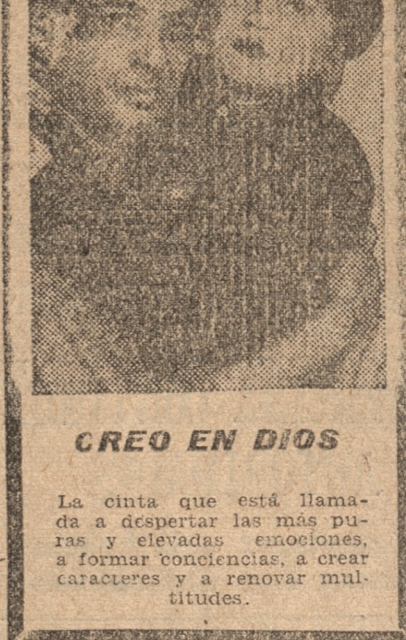 CREO EN DIOS
La cinta que está llama-
da a despertar las más pu-
ras y elevadas emociones,
a formar conciencias, a crear
caracteres y a renovar mul-
titudes.